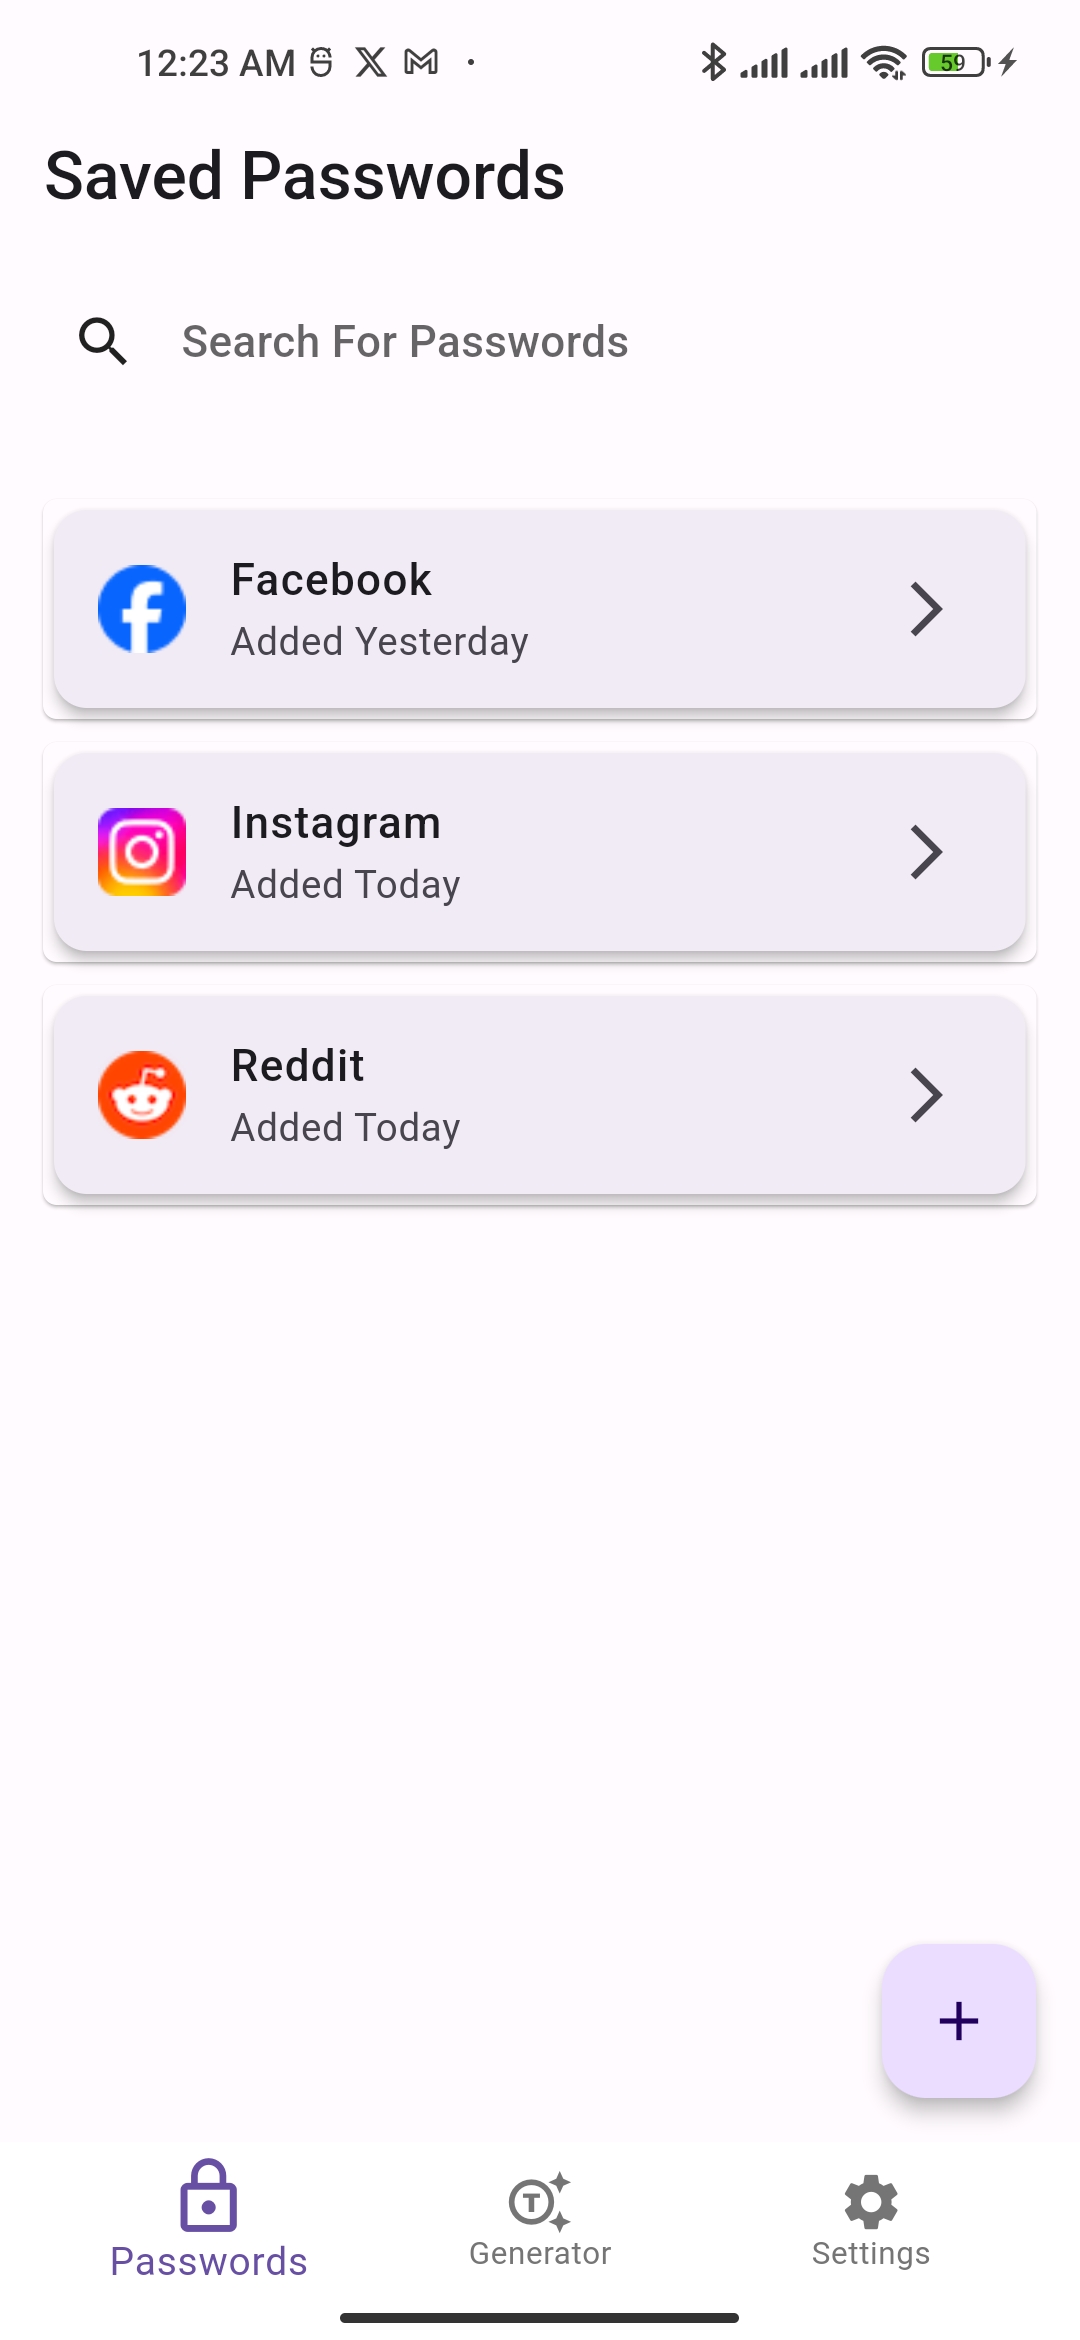 12:23 AM
59
Saved Passwords
Search For Passwords
Facebook
Added Yesterday
Instagram
Added Today
Reddit
Added Today
Passwords
Generator
Settings